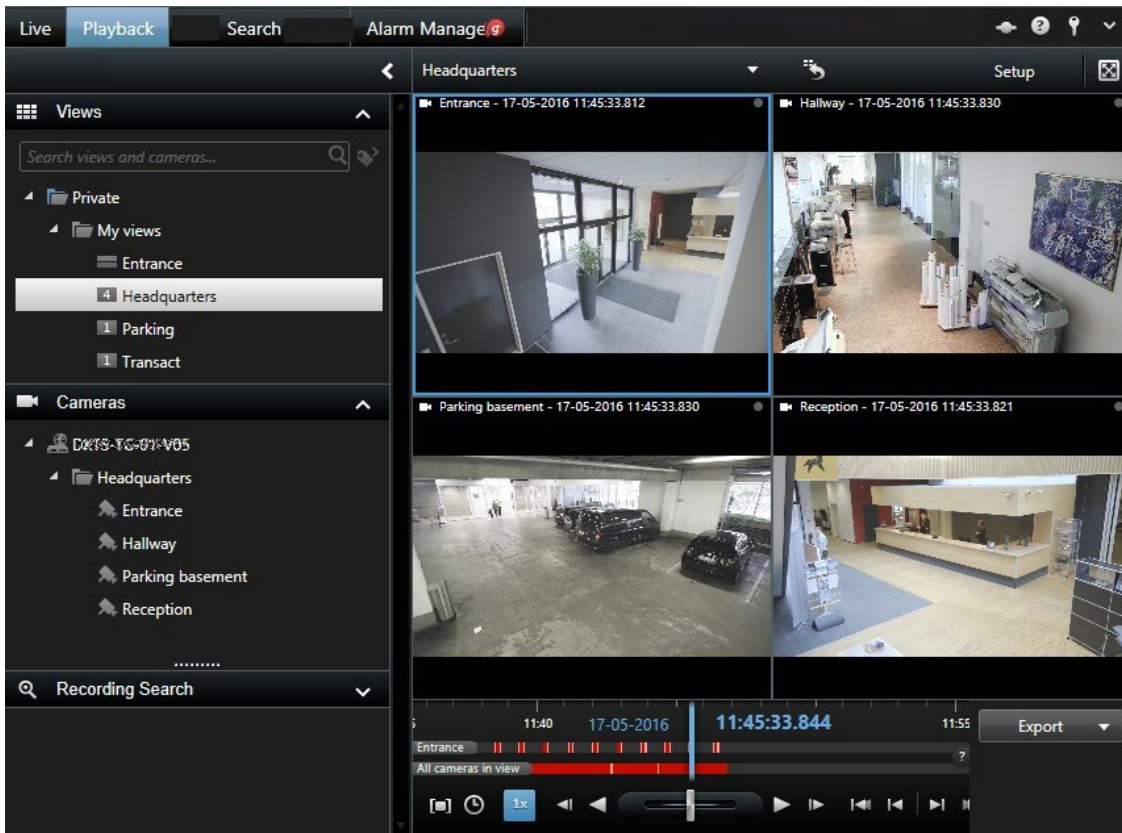 Live Playback Search Alarm Manager
Headquarters Setup
Views
Search views and cameras...
Private
My views
Entrance
4 Headquarters
1 Parking
1 Transact
Cameras
Headquarters
Entrance
Hallway
Parking basement
Reception
Recording Search
Entrance - 17-05-2016 11:45:33.812
Hallway - 17-05-2016 11:45:33.830
Parking basement - 17-05-2016 11:45:33.830
Reception - 17-05-2016 11:45:33.821
11:40 17-05-2016 11:45:33.844 11:55
Export
Entrance
?
All cameras in view
1x